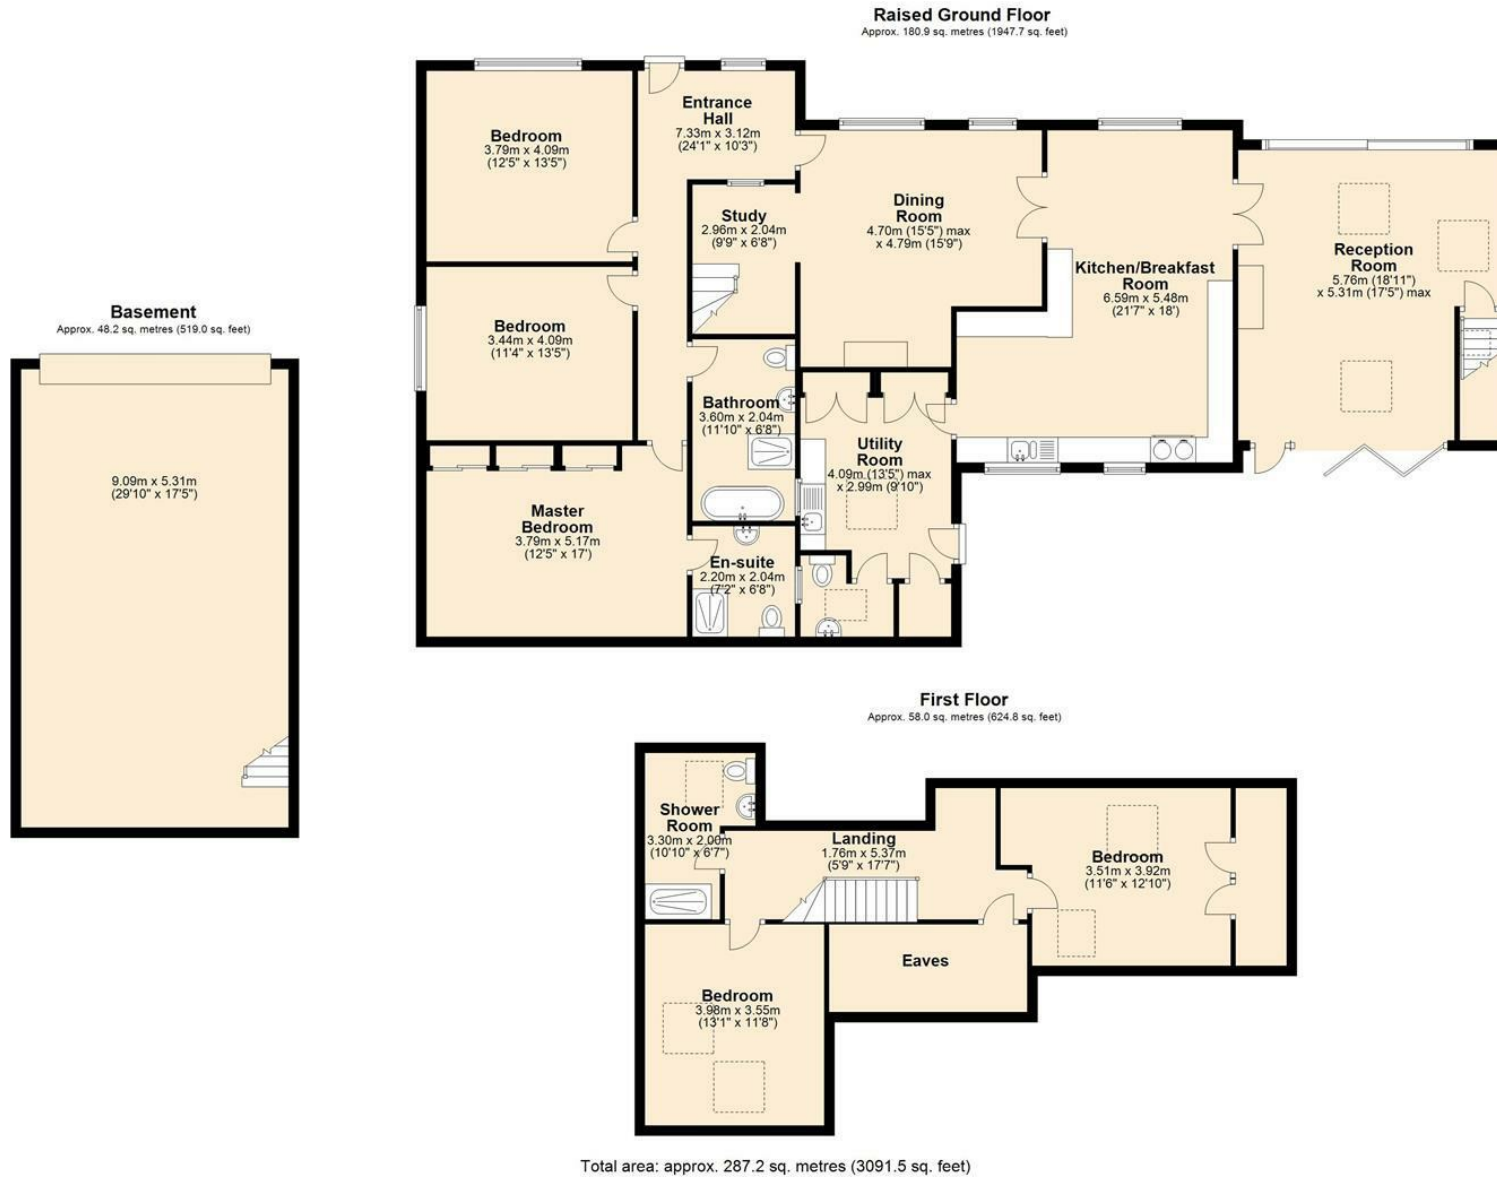 Raised Ground Floor
Approx. 180.9 sq. metres (1947.7 sq. feet)
Bedroom
3.79m x 4.09m
(12'5" x 13'5")
Entrance
Hall
7.33m x 3.12m
(24'1" x 10'3")
Study
2.96m x 2.04m
(9'9" x 6'8")
Dining
Room
4.70m (15'5") max
x 4.79m (15'9")
Kitchen/Breakfast
Room
6.59m x 5.48m
(21'7" x 18')
Reception
Room
5.76m (18'11")
x 5.31m (17'5") max
Bedroom
3.44m x 4.09m
(11'4" x 13'5")
Bathroom
3.60m x 2.04m
(11'10" x 6'8")
Utility
Room
4.09m (13'5") max
x 2.99m (9'10")
Master
Bedroom
3.79m x 5.17m
(12'5" x 17')
En-suite
2.20m x 2.04m
(7'2" x 6'8")
Basement
Approx. 48.2 sq. metres (519.0 sq. feet)
9.09m x 5.31m
(29'10" x 17'5")
First Floor
Approx. 58.0 sq. metres (624.8 sq. feet)
Shower
Room
3.30m x 2.00m
(10'10" x 6'7")
Landing
1.76m x 5.37m
(5'9" x 17'7")
Bedroom
3.51m x 3.92m
(11'6" x 12'10")
Eaves
Bedroom
3.98m x 3.55m
(13'1" x 11'8")
Total area: approx. 287.2 sq. metres (3091.5 sq. feet)